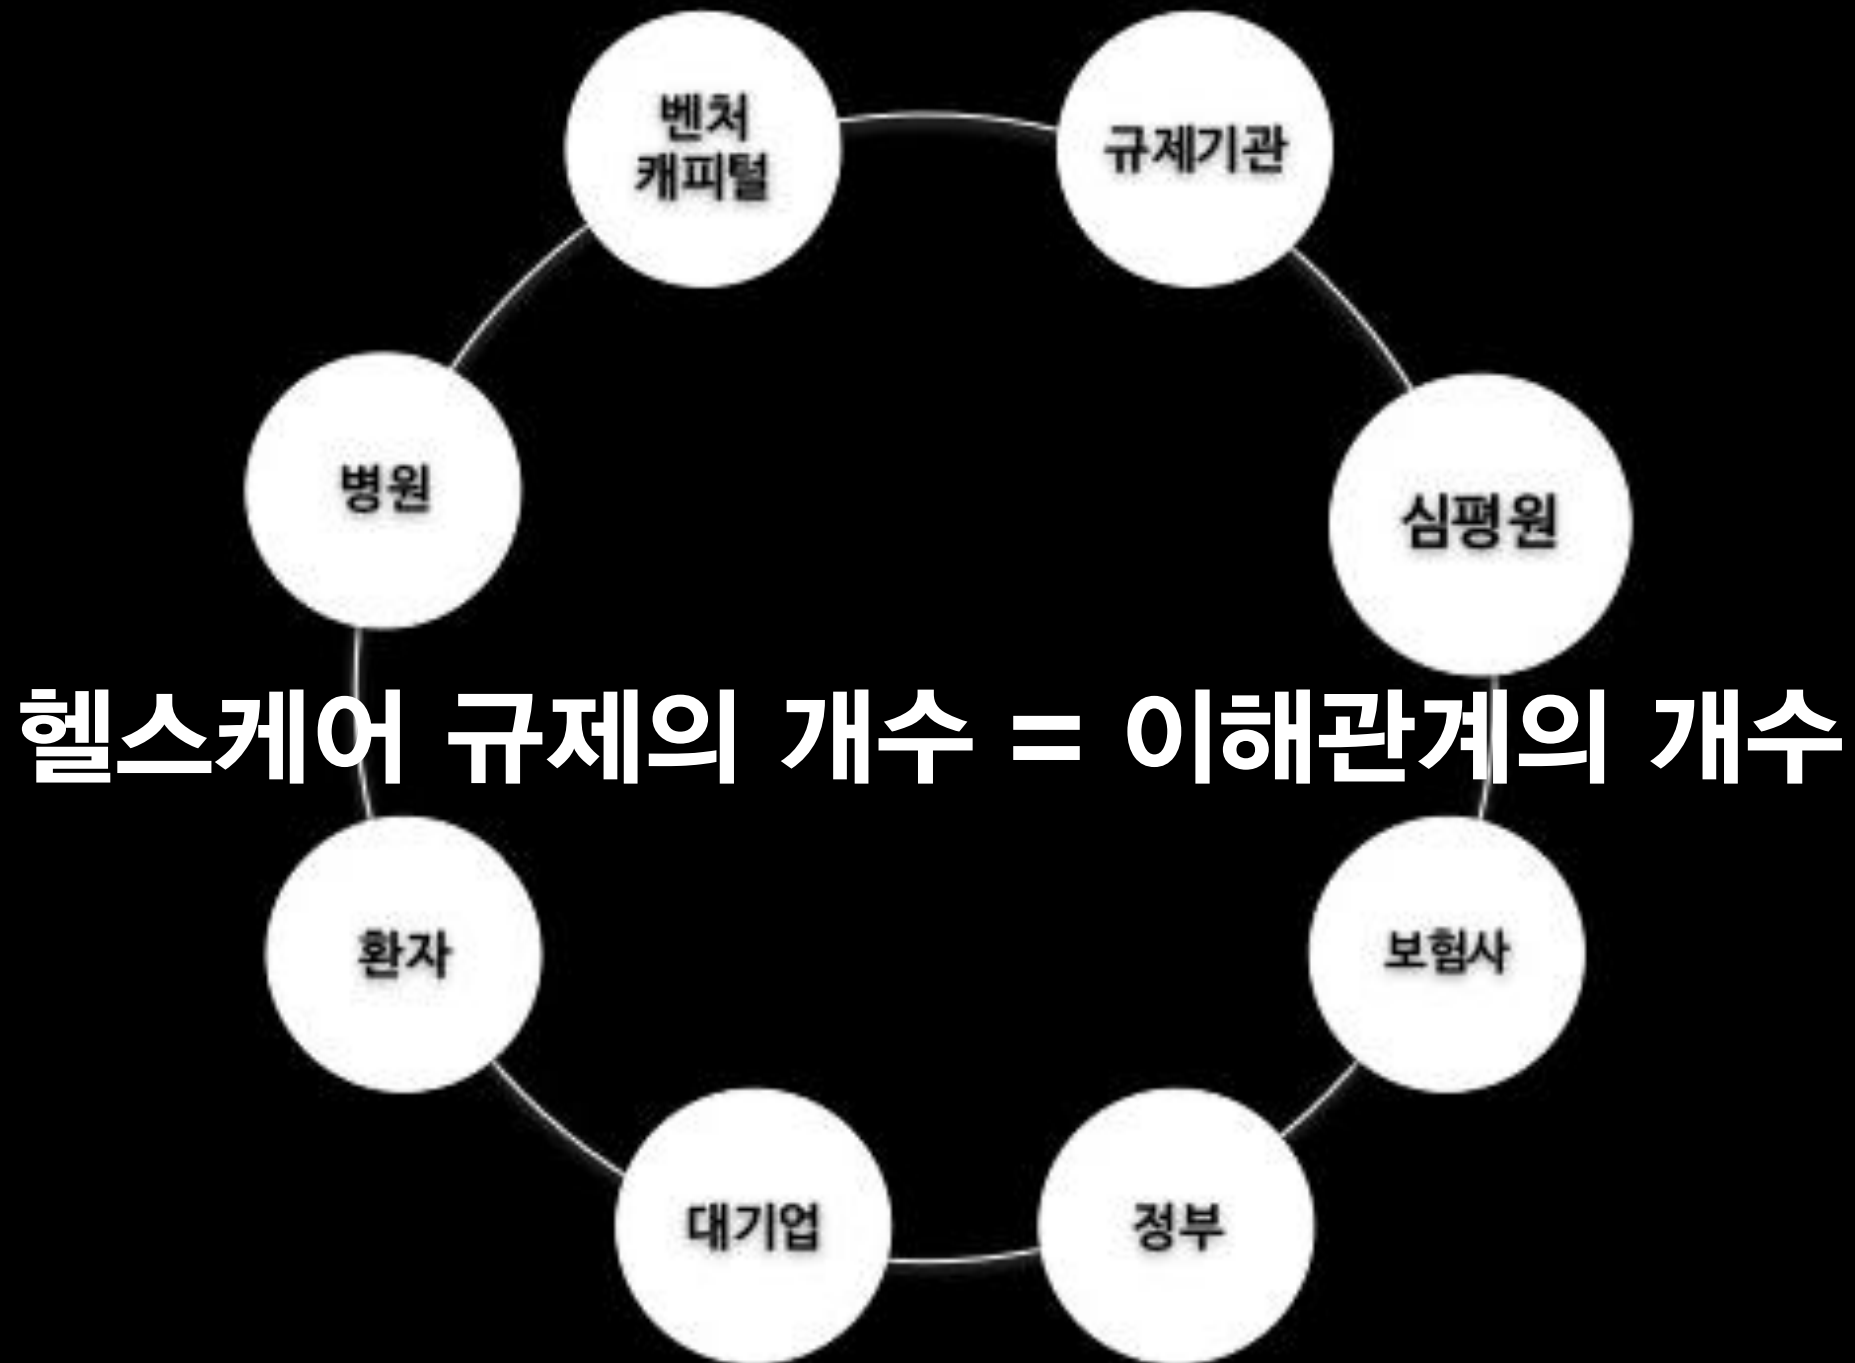 벤처
캐피털
규제기관
병원
심평원
헬스케어 규제의 개수 = 이해관계의 개수
환자
보험사
대기업
정부